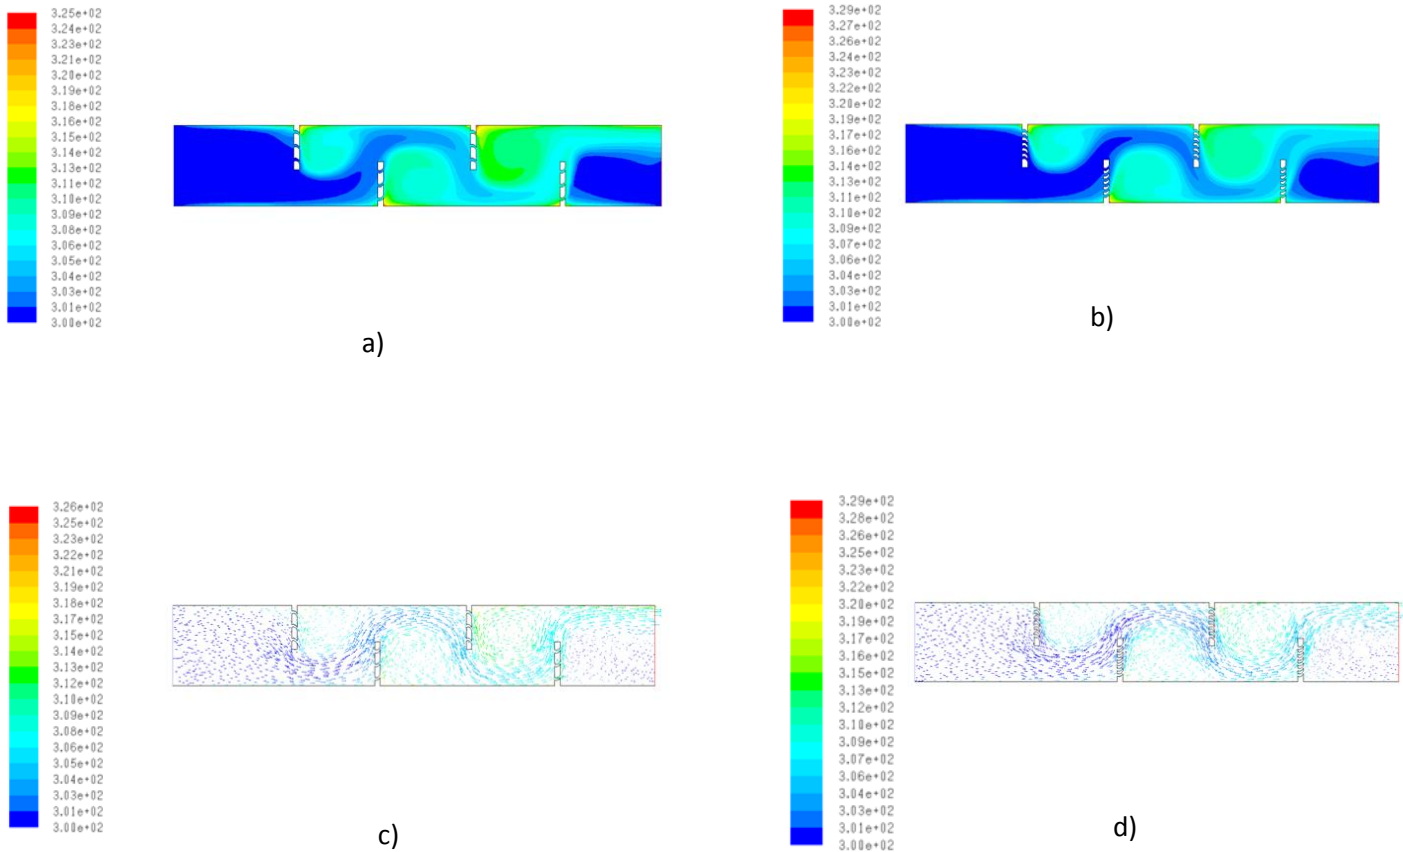 3.25e+02
3.24e+02
3.23e+02
3.21e+02
3.20e+02
3.19e+02
3.18e+02
3.16e+02
3.15e+02
3.14e+02
3.13e+02
3.11e+02
3.10e+02
3.09e+02
3.08e+02
3.06e+02
3.05e+02
3.04e+02
3.03e+02
3.01e+02
3.00e+02
a)
3.29e+02
3.27e+02
3.26e+02
3.24e+02
3.23e+02
3.22e+02
3.20e+02
3.19e+02
3.17e+02
3.16e+02
3.14e+02
3.13e+02
3.11e+02
3.10e+02
3.09e+02
3.07e+02
3.06e+02
3.04e+02
3.03e+02
3.01e+02
3.00e+02
b)
3.26e+02
3.25e+02
3.23e+02
3.22e+02
3.21e+02
3.19e+02
3.18e+02
3.17e+02
3.15e+02
3.14e+02
3.13e+02
3.12e+02
3.10e+02
3.09e+02
3.08e+02
3.06e+02
3.05e+02
3.04e+02
3.03e+02
3.01e+02
3.00e+02
c)
3.29e+02
3.28e+02
3.26e+02
3.25e+02
3.23e+02
3.22e+02
3.20e+02
3.19e+02
3.17e+02
3.16e+02
3.15e+02
3.13e+02
3.12e+02
3.10e+02
3.09e+02
3.07e+02
3.06e+02
3.04e+02
3.03e+02
3.01e+02
3.00e+02
d)